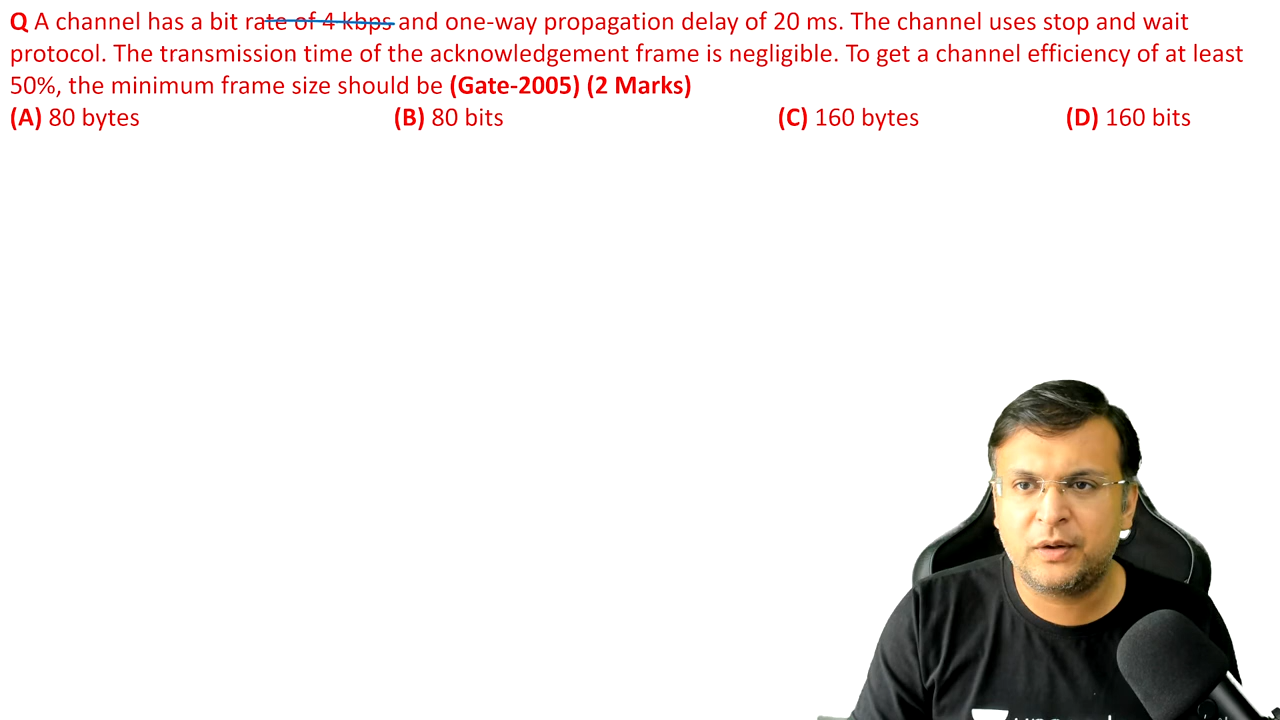 Q A channel has a bit rate of 4 kbps and one-way propagation delay of 20 ms. The channel uses stop and wait
protocol. The transmission time of the acknowledgement frame is negligible. To get a channel efficiency of at least
50%, the minimum frame size should be (Gate-2005) (2 Marks)
(A) 80 bytes (B) 80 bits (C) 160 bytes (D) 160 bits